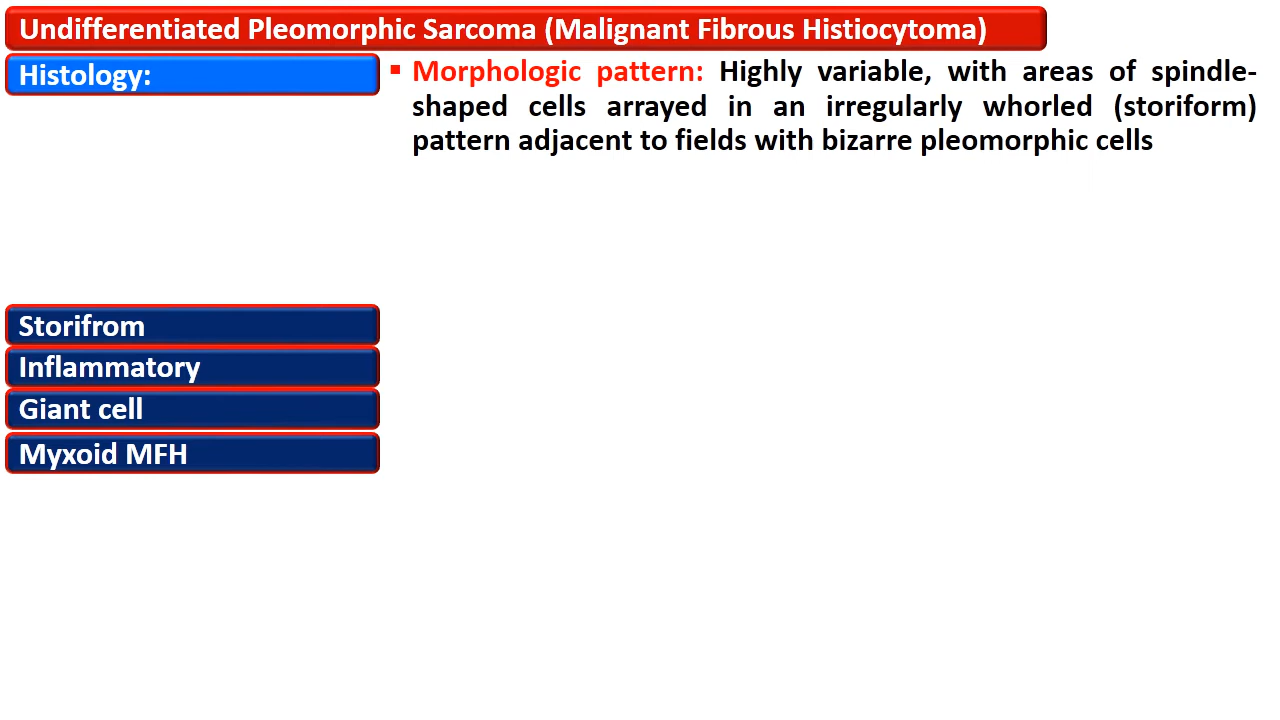 Undifferentiated Pleomorphic Sarcoma (Malignant Fibrous Histiocytoma)
Histology:
▪ Morphologic pattern: Highly variable, with areas of spindle-
shaped cells arrayed in an irregularly whorled (storiform)
pattern adjacent to fields with bizarre pleomorphic cells
Storifrom
Inflammatory
Giant cell
Myxoid MFH